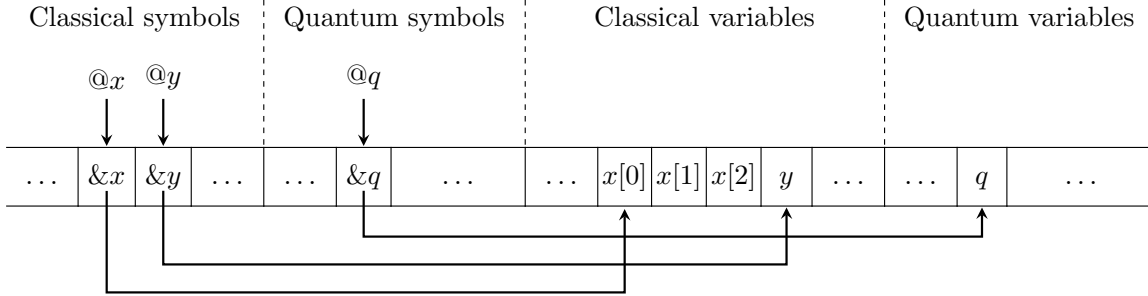 Classical symbols Quantum symbols Classical variables Quantum variables
@x @y @q
... &x &y ... ... &q ... ... x[0] x[1] x[2] y ... ... q ...